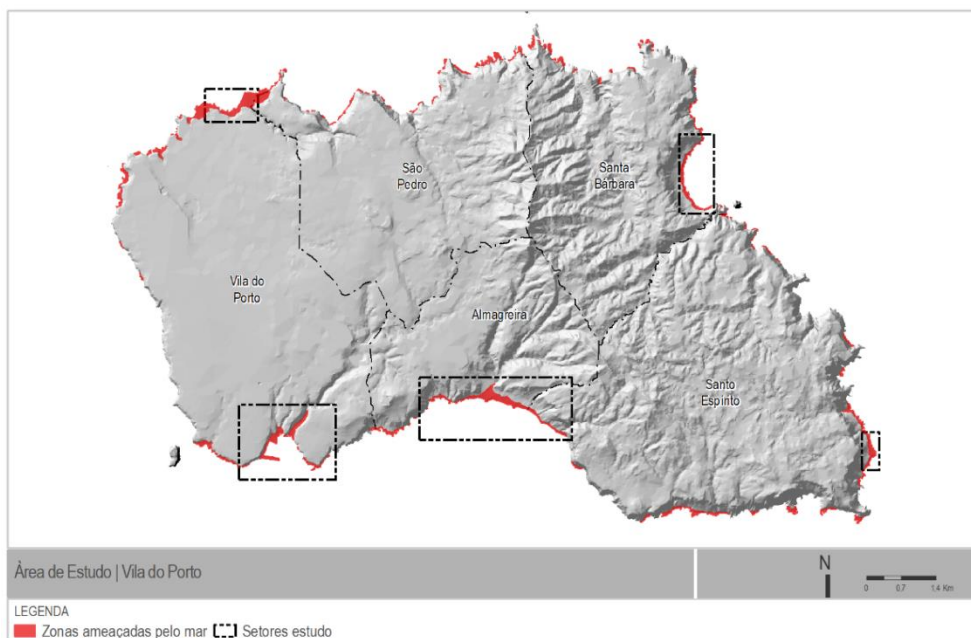 São
Pedro
Santa
Bárbara
Vila do
Porto
Almagreira
Santo
Espírito
Área de Estudo | Vila do Porto
N
0 0.7 1.4 Km
LEGENDA
Zonas ameaçadas pelo mar Setores estudo